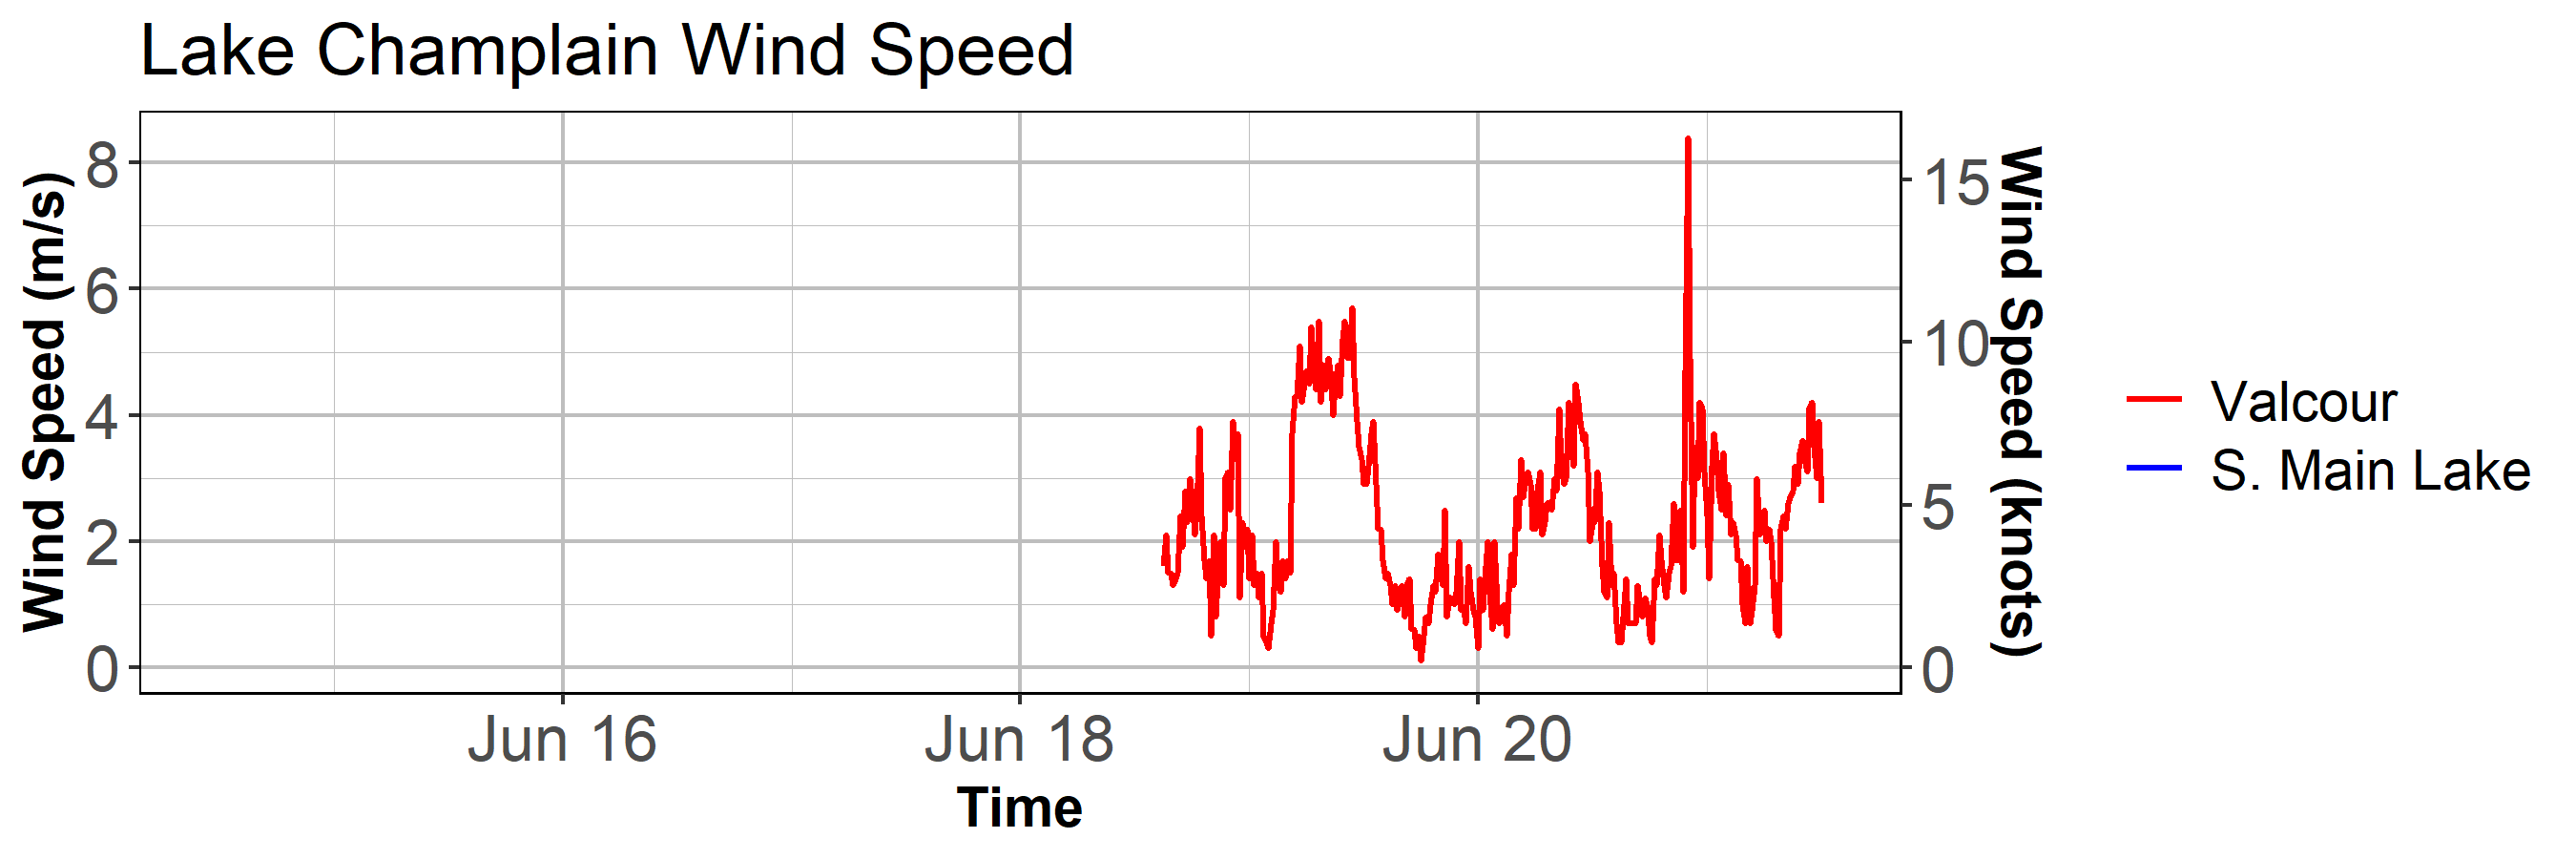 Lake Champlain Wind Speed
Wind Speed (m/s)
8
6
4
2
0
15
10
5
0
Wind Speed (knots)
Jun 16
Jun 18
Jun 20
Time
Valcour
S. Main Lake